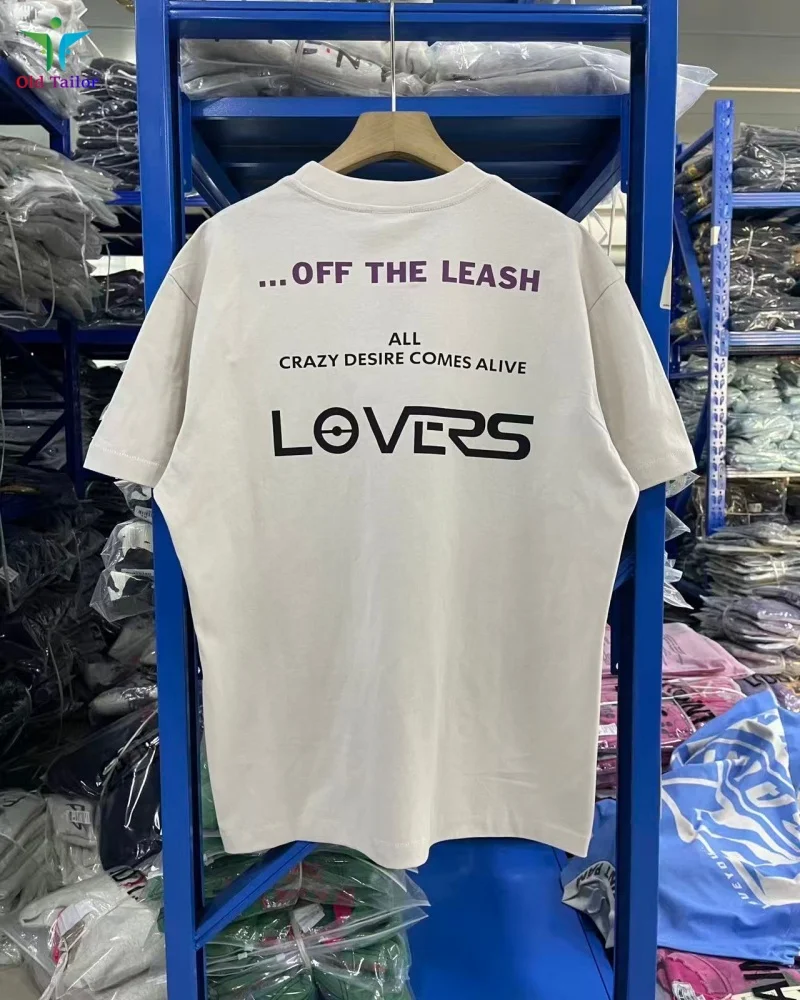 Old Tailor
...OFF THE LEASH
ALL
CRAZY DESIRE COMES ALIVE
LOVERS